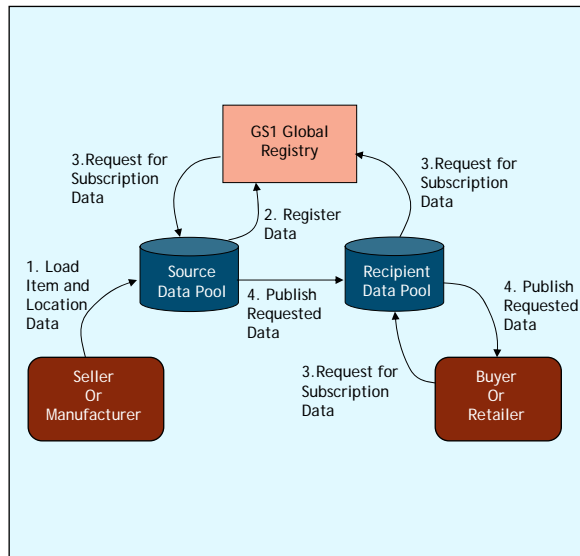 GS1 Global
Registry
3.Request for
Subscription
Data
3.Request for
Subscription
Data
2. Register
Data
1. Load
Item and
Location
Data
Source
Data Pool
4. Publish
Requested
Data
Recipient
Data Pool
4. Publish
Requested
Data
Seller
Or
Manufacturer
3.Request for
Subscription
Data
Buyer
Or
Retailer